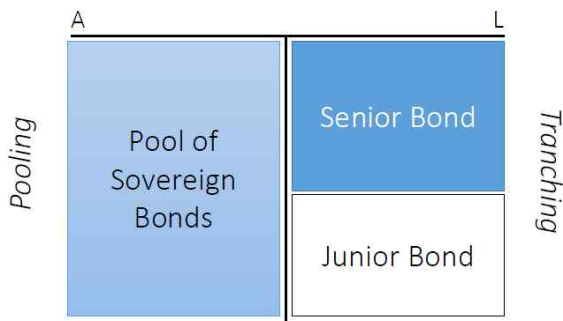 A
L
Pooling
Pool of
Sovereign
Bonds
Senior Bond
Junior Bond
Tranching